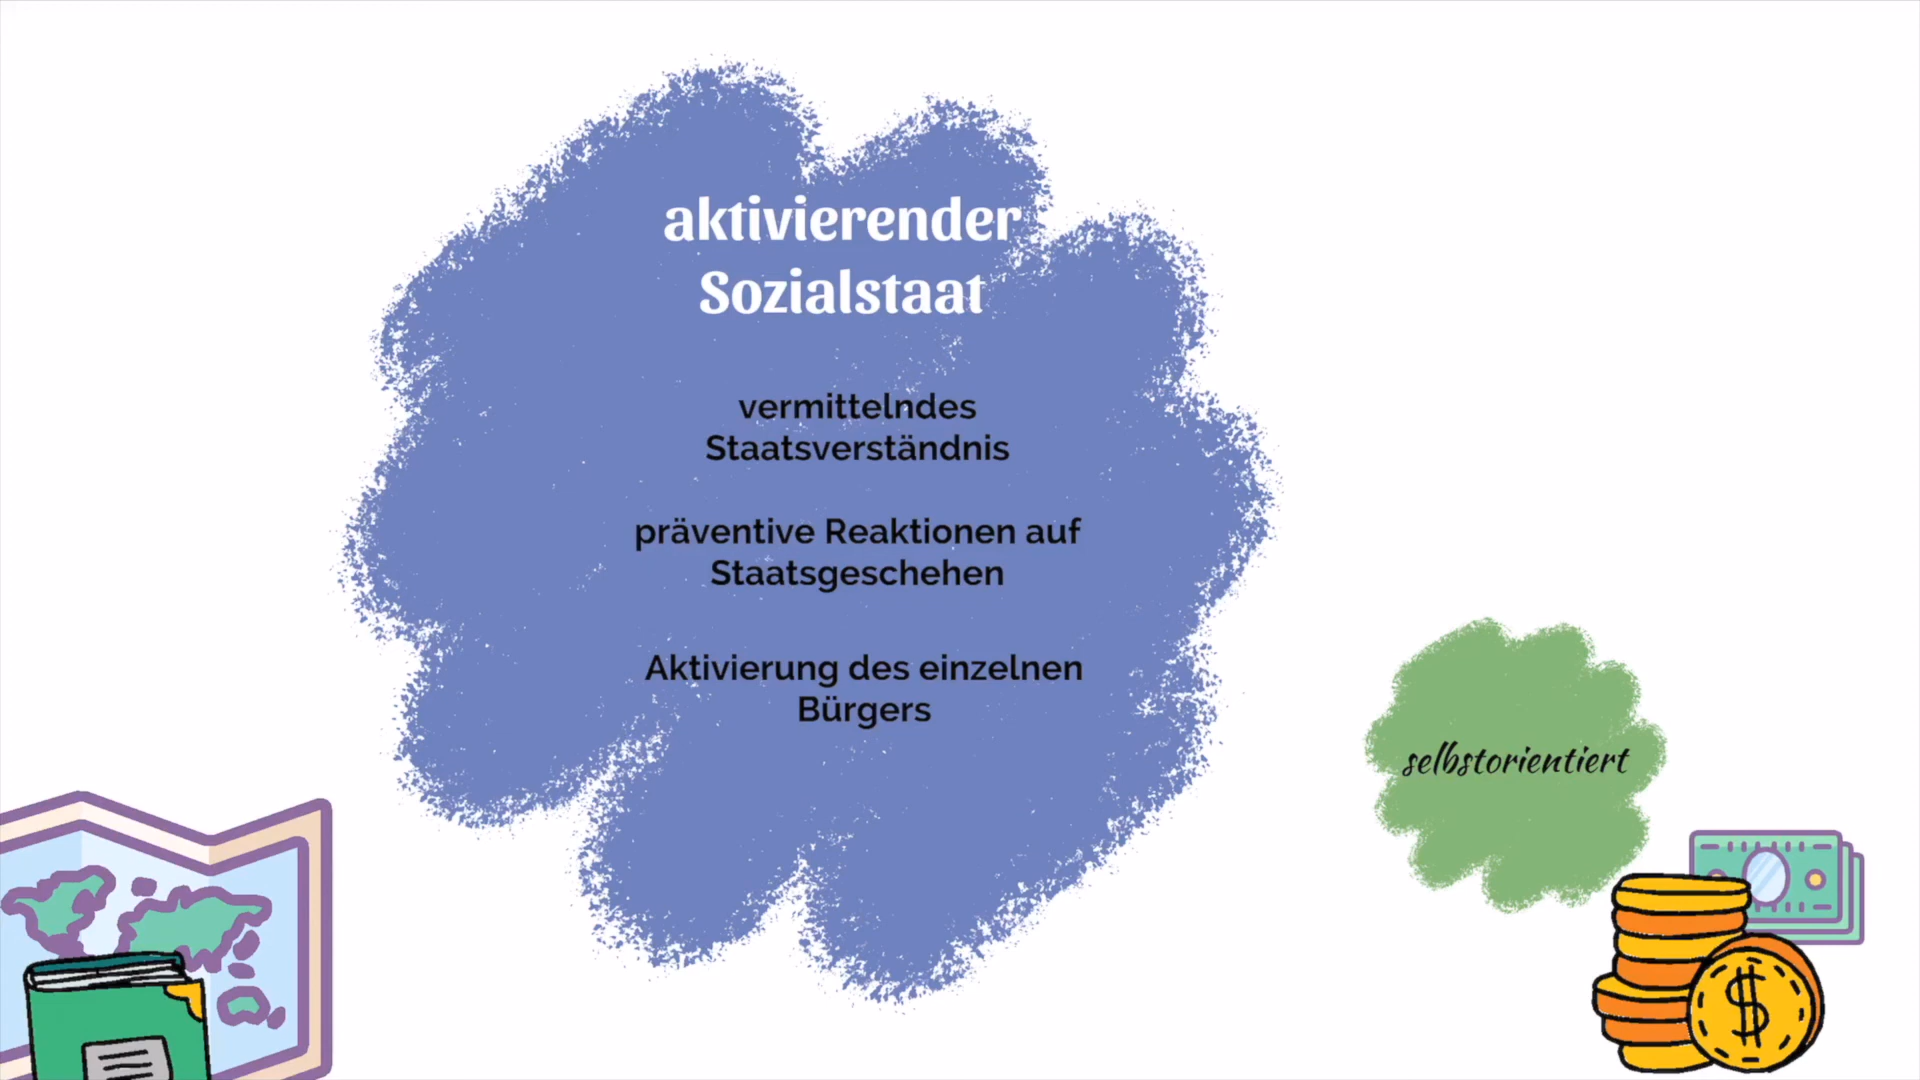 aktivierender
Sozialstaat
vermittelndes
Staatsverständnis
präventive Reaktionen auf
Staatsgeschehen
Aktivierung des einzelnen
Bürgers
selbstorientiert
$